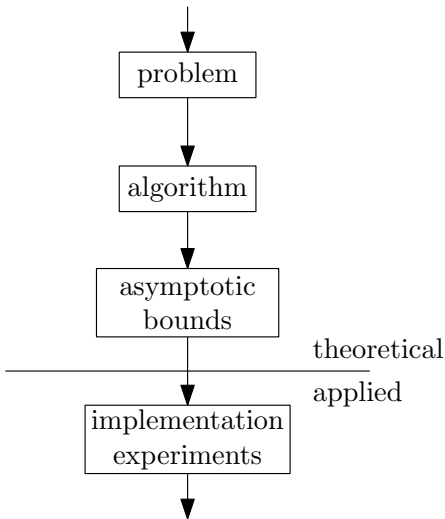 problem
algorithm
asymptotic
bounds
theoretical
applied
implementation
experiments